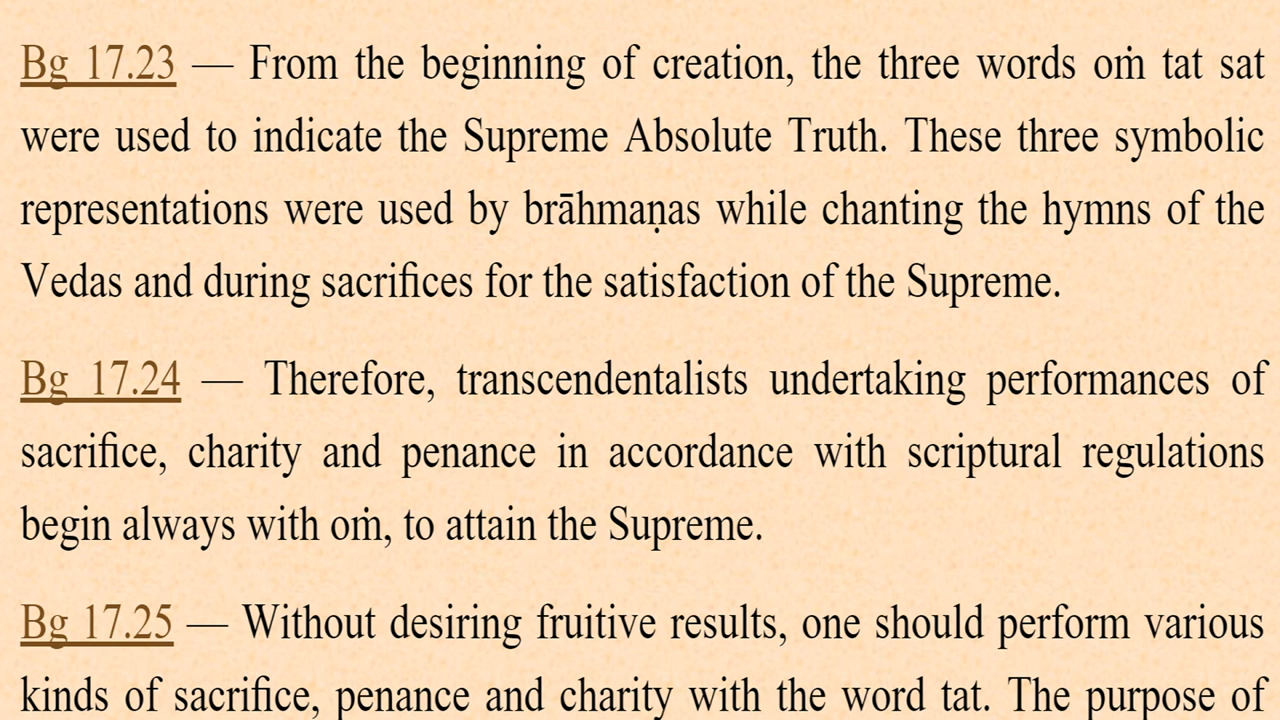 Bg 17.23 — From the beginning of creation, the three words oṁ tat sat
were used to indicate the Supreme Absolute Truth. These three symbolic
representations were used by brāhmaṇas while chanting the hymns of the
Vedas and during sacrifices for the satisfaction of the Supreme.
Bg 17.24 — Therefore, transcendentalists undertaking performances of
sacrifice, charity and penance in accordance with scriptural regulations
begin always with oṁ, to attain the Supreme.
Bg 17.25 — Without desiring fruitive results, one should perform various
kinds of sacrifice, penance and charity with the word tat. The purpose of